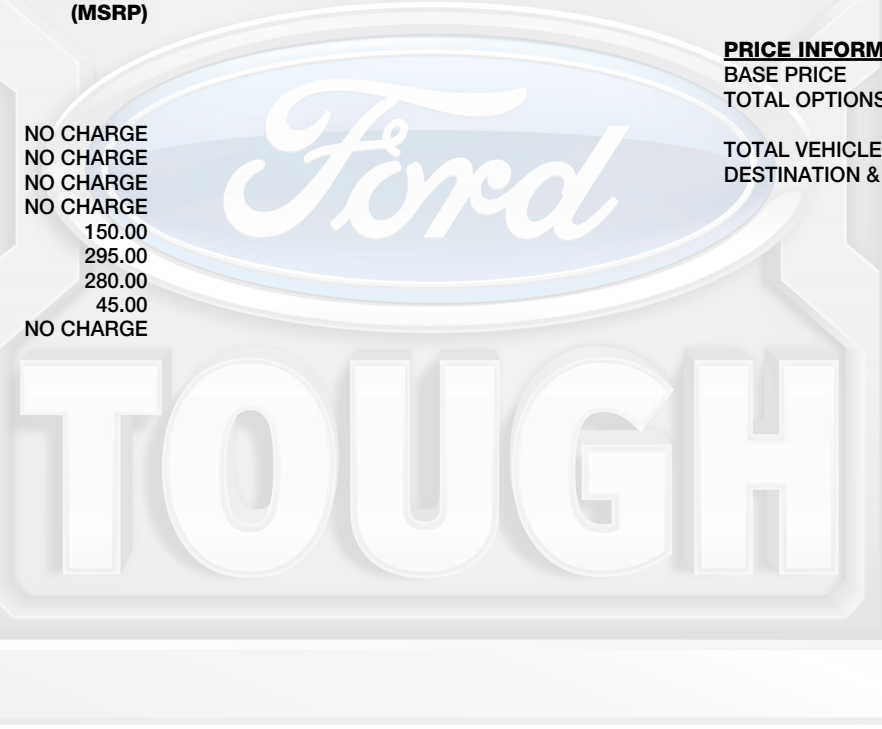 (MSRP)
NO CHARGE
NO CHARGE
NO CHARGE
NO CHARGE
150.00
295.00
280.00
45.00
NO CHARGE
PRICE INFORM
BASE PRICE
TOTAL OPTIONS
TOTAL VEHICLE
DESTINATION &
Ford
TOUGH